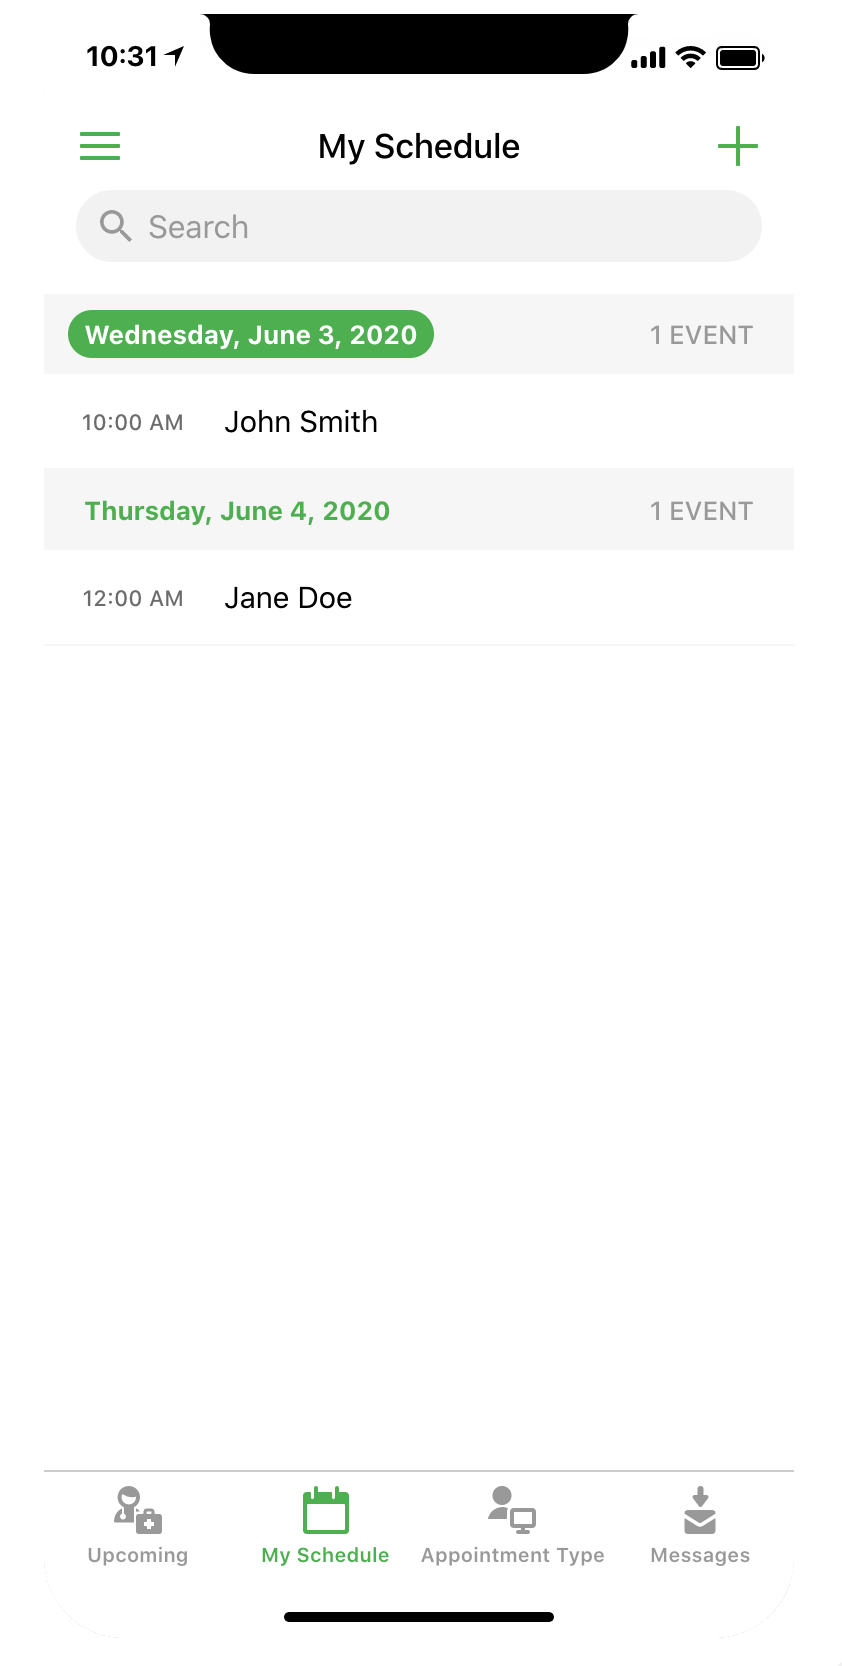 10:31
My Schedule
Search
Wednesday, June 3, 2020 1 EVENT
10:00 AM John Smith
Thursday, June 4, 2020 1 EVENT
12:00 AM Jane Doe
Upcoming My Schedule Appointment Type Messages